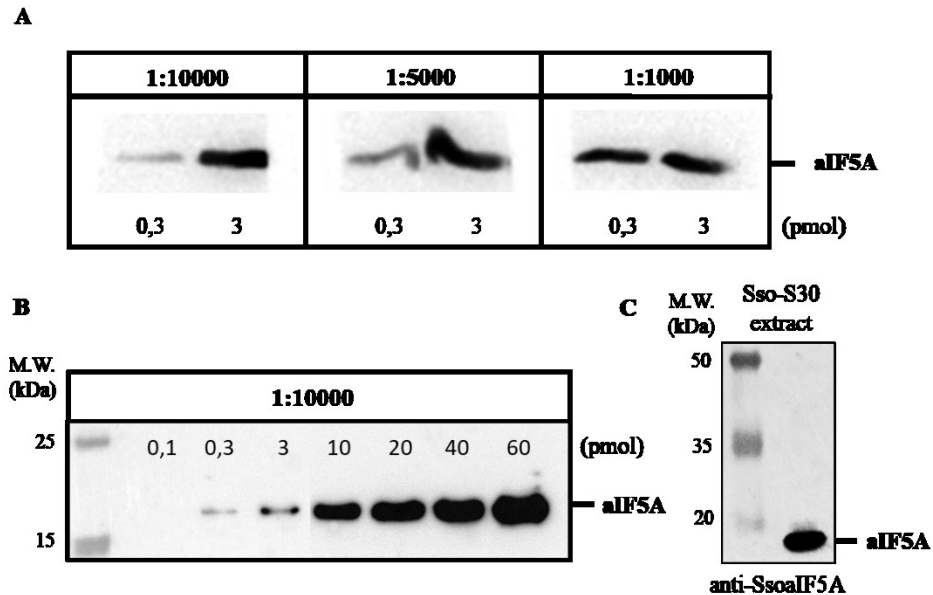 A
1:10000 1:5000 1:1000
aIF5A
0,3 3 0,3 3 0,3 3 (pmol)
B
M.W.
(kDa)
1:10000
25 0,1 0,3 3 10 20 40 60 (pmol)
aIF5A
15
C
M.W.
(kDa)
Sso-S30
extract
50
35
20
aIF5A
anti-SsoaIF5A